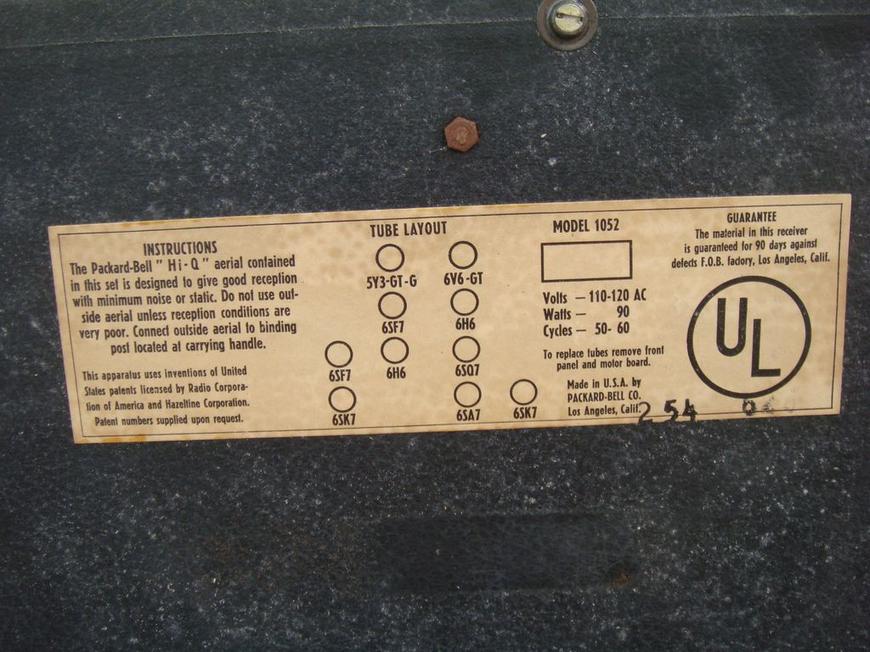 INSTRUCTIONS
The Packard-Bell " Hi-Q " aerial contained
in this sel is designed to give good reception
with minimum noise or static. Do not use out-
side aerial unless reception conditions are
very poor. Connect outside aerial to binding
post located at carrying handle.
This apparatus uses inventions of United
States patents licensed by Radio Corpora-
tion of America and Hazeltine Corporation.
Patent numbers supplied upon request.
TUBE LAYOUT
5Y3-GT-G 6V6-GT
6SF7 6H6
6SF7 6H6 6SQ7
6SK7 6SA7 6SK7
MODEL 1052
Volts — 110-120 AC
Watts — 90
Cycles — 50- 60
To replace tubes remove front
panel and motor board.
Made in U.S.A. by
PACKARD-BELL CO.
Los Angeles, Calif.
254
GUARANTEE
The material in this receiver
is guaranteed for 90 days against
defects F.O.B. factory, Los Angeles, Calif.
UL